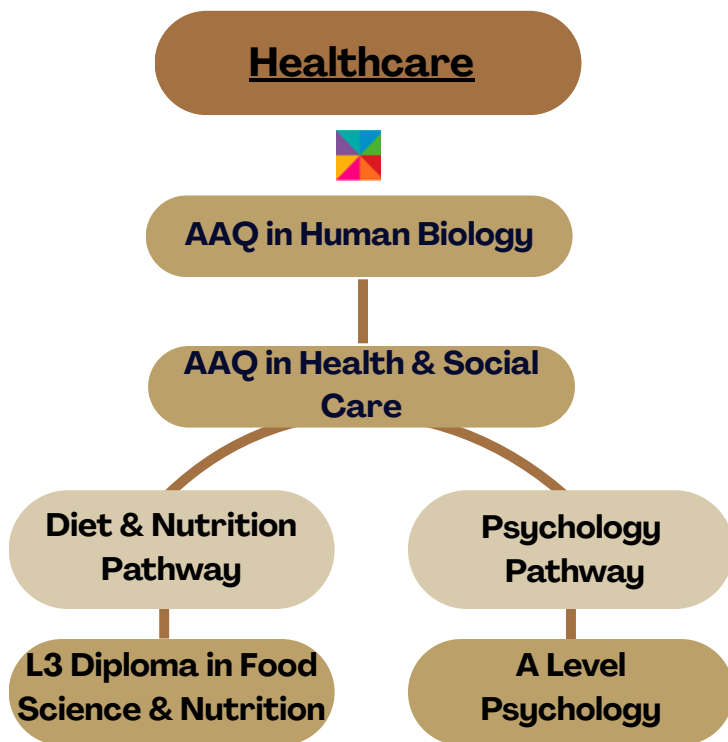 Healthcare
AAQ in Human Biology
AAQ in Health & Social
Care
Diet & Nutrition
Pathway
Psychology
Pathway
L3 Diploma in Food
Science & Nutrition
A Level
Psychology